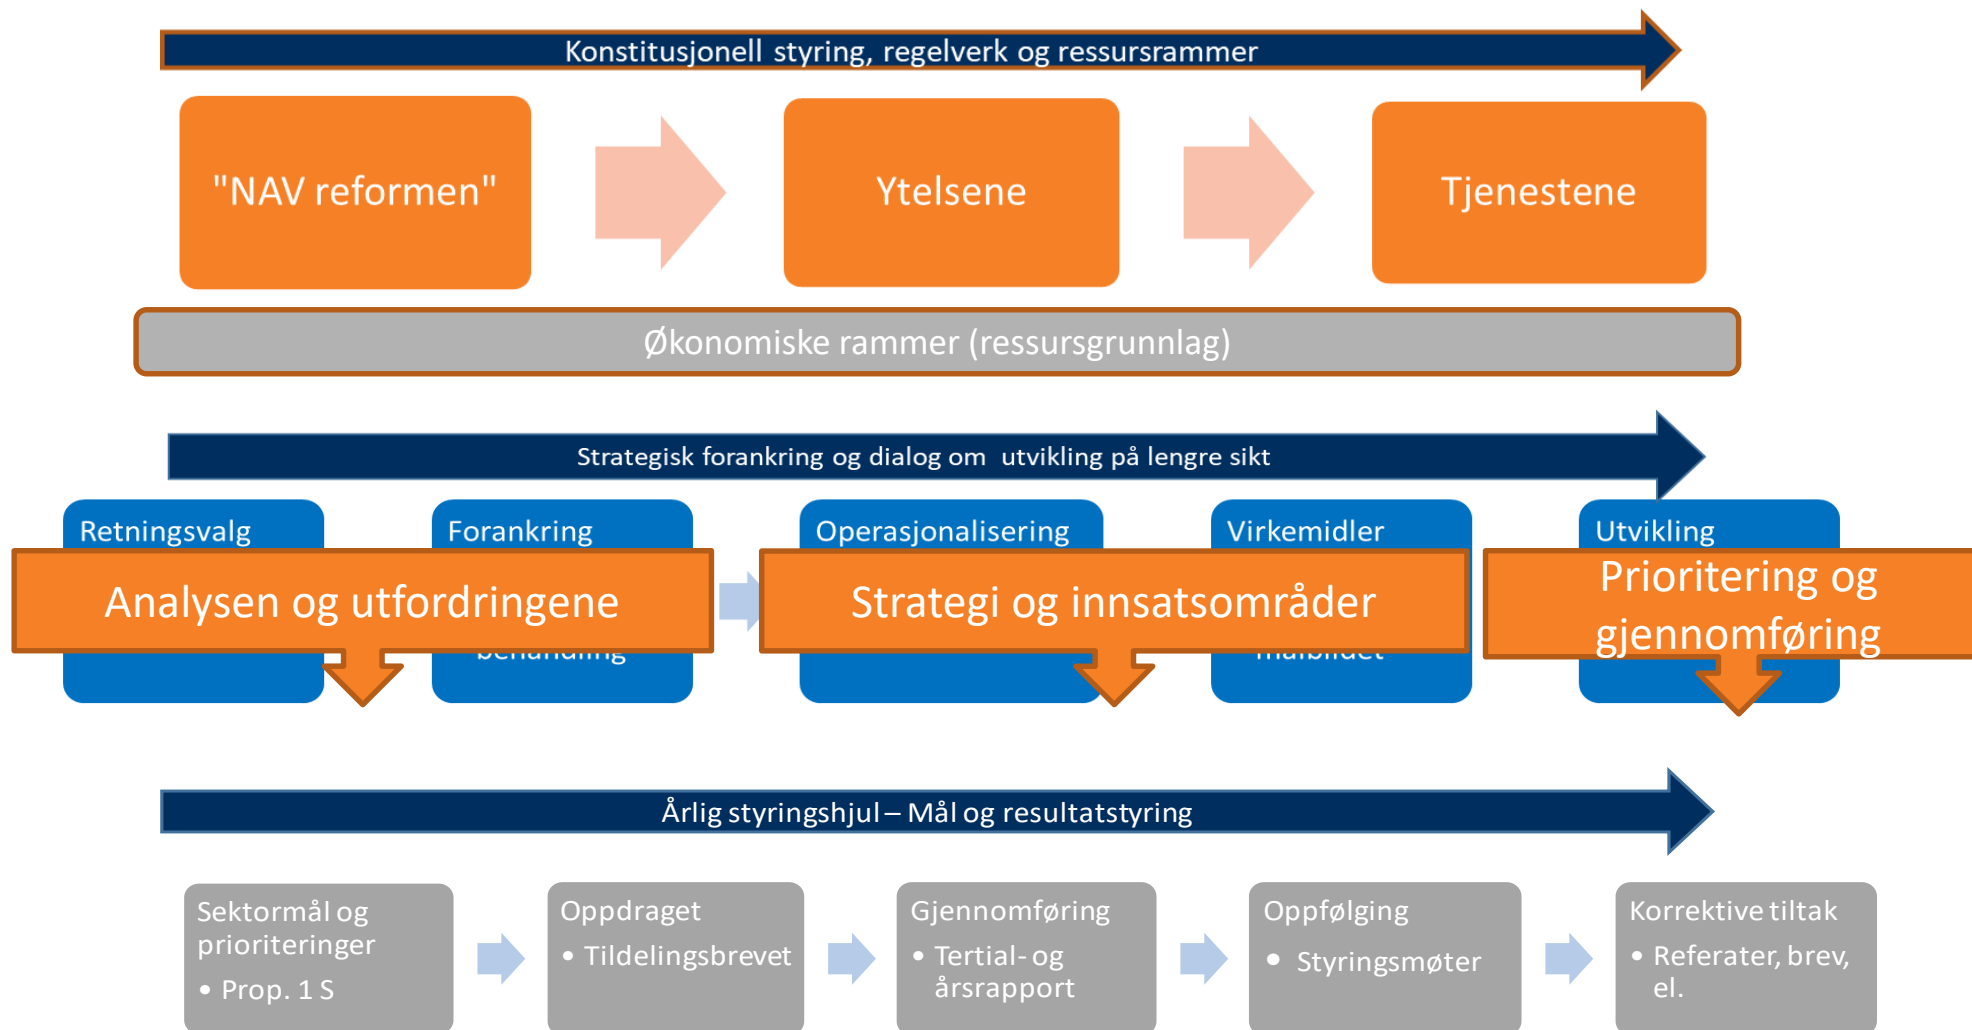 Konstitusjonell styring, regelverk og ressursrammer
"NAV reformen"
Ytelsene
Tjenestene
Økonomiske rammer (ressursgrunnlag)
Strategisk forankring og dialog om utvikling på lengre sikt
Retningsvalg
Forankring
Operasjonalisering
Virkemidler
Utvikling
Analysen og utfordringene
Strategi og innsatsområder
Prioritering og
gjennomføring
behandling
målbildet
Årlig styringshjul – Mål og resultatstyring
Sektormål og
prioriteringer
• Prop. 1 S
Oppdraget
• Tildelingsbrevet
Gjennomføring
• Tertial- og
årsrapport
Oppfølging
• Styringsmøter
Korrektive tiltak
• Referater, brev,
el.